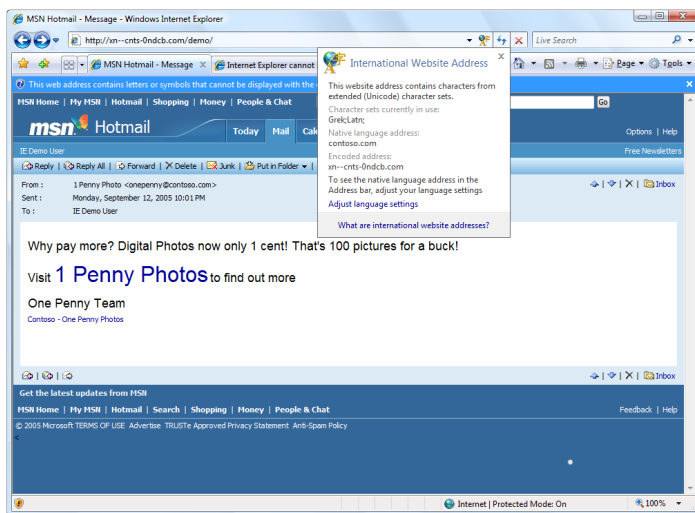 MSN Hotmail - Message - Windows Internet Explorer
http://xn--cnts-0ndcb.com/demo/
Live Search
MSN Hotmail - Message
Internet Explorer cannot
Page
Tools
This web address contains letters or symbols that cannot be displayed with the
International Website Address
This website address contains characters from
extended (Unicode) character sets.
Character sets currently in use:
Grek;Latn;
Native language address:
contoso.com
Encoded address:
xn--cnts-0ndcb.com
To see the native language address in the
Address bar, adjust your language settings
Adjust language settings
What are international website addresses?
MSN Home | My MSN | Hotmail | Shopping | Money | People & Chat
Go
msn Hotmail
Today
Mail
Cal
Options | Help
IE Demo User
Free Newsletters
Reply | Reply All | Forward | Delete | Junk | Put in Folder
From : 1 Penny Photo <onepenny@contoso.com>
Inbox
Sent : Monday, September 12, 2005 10:01 PM
To : IE Demo User
Why pay more? Digital Photos now only 1 cent! That's 100 pictures for a buck!
Visit 1 Penny Photos to find out more
One Penny Team
Contoso - One Penny Photos
Inbox
Get the latest updates from MSN
MSN Home | My MSN | Hotmail | Search | Shopping | Money | People & Chat
Feedback | Help
© 2005 Microsoft TERMS OF USE Advertise TRUSTe Approved Privacy Statement Anti-Spam Policy
<
Internet | Protected Mode: On
100%